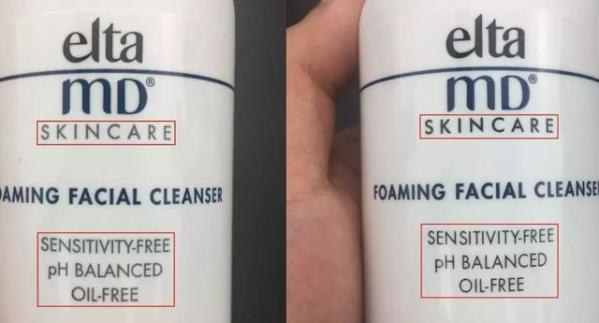 elta
MD®
SKINCARE
OAMING FACIAL CLEANSER
SENSITIVITY-FREE
pH BALANCED
OIL-FREE
elta
MD®
SKINCARE
FOAMING FACIAL CLEANSE
SENSITIVITY-FREE
pH BALANCED
OIL-FREE